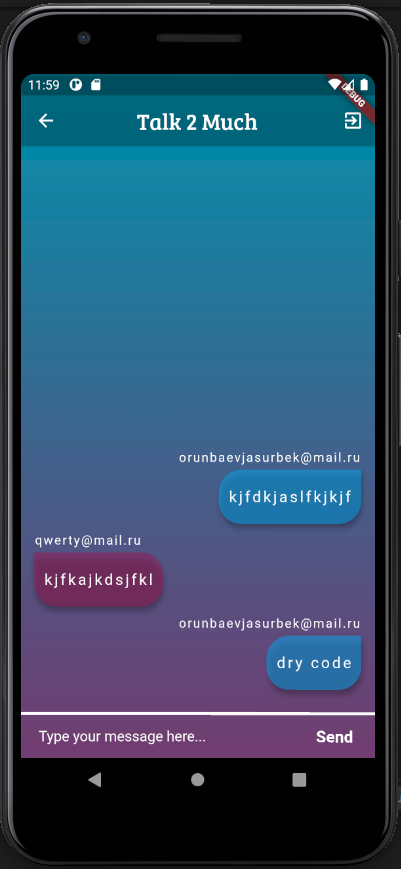 11:59
DEBUG
Talk 2 Much
orunbaevjasurbek@mail.ru
kjfdkjaslfkjkjf
qwerty@mail.ru
kjfkajkdsjfkl
orunbaevjasurbek@mail.ru
dry code
Type your message here... Send